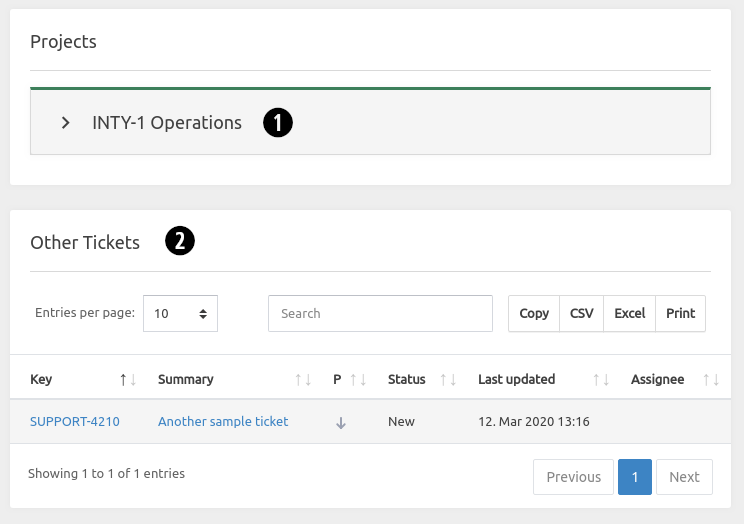 Projects
INTY-1 Operations 1
Other Tickets 2
Entries per page: 10 Search Copy CSV Excel Print
Key Summary P Status Last updated Assignee
SUPPORT-4210 Another sample ticket New 12. Mar 2020 13:16
Showing 1 to 1 of 1 entries Previous 1 Next